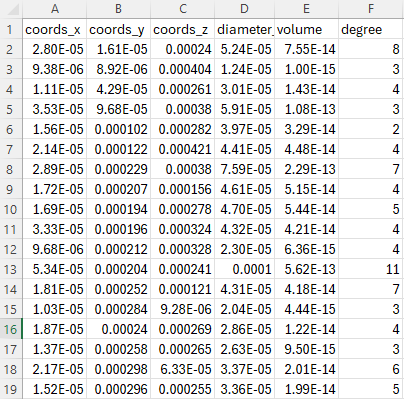 A B C D E F
1 coords_x coords_y coords_z diameter_ volume degree
2 2.80E-05 1.61E-05 0.00024 5.24E-05 7.55E-14 8
3 9.38E-06 8.92E-06 0.000404 1.24E-05 1.00E-15 3
4 1.11E-05 4.29E-05 0.000261 3.01E-05 1.43E-14 4
5 3.53E-05 9.68E-05 0.00038 5.91E-05 1.08E-13 3
6 1.56E-05 0.000102 0.000282 3.97E-05 3.29E-14 2
7 2.14E-05 0.000122 0.000421 4.41E-05 4.48E-14 4
8 2.89E-05 0.000229 0.00038 7.59E-05 2.29E-13 7
9 1.72E-05 0.000207 0.000156 4.61E-05 5.15E-14 4
10 1.69E-05 0.000194 0.000278 4.70E-05 5.44E-14 5
11 3.33E-05 0.000196 0.000324 4.32E-05 4.21E-14 4
12 9.68E-06 0.000212 0.000328 2.30E-05 6.36E-15 4
13 5.34E-05 0.000204 0.000241 0.0001 5.62E-13 11
14 1.81E-05 0.000252 0.000121 4.31E-05 4.18E-14 7
15 1.03E-05 0.000284 9.28E-06 2.04E-05 4.44E-15 3
16 1.87E-05 0.00024 0.000269 2.86E-05 1.22E-14 4
17 1.37E-05 0.000258 0.000265 2.63E-05 9.50E-15 3
18 2.17E-05 0.000298 6.33E-05 3.37E-05 2.01E-14 6
19 1.52E-05 0.000296 0.000255 3.36E-05 1.99E-14 5